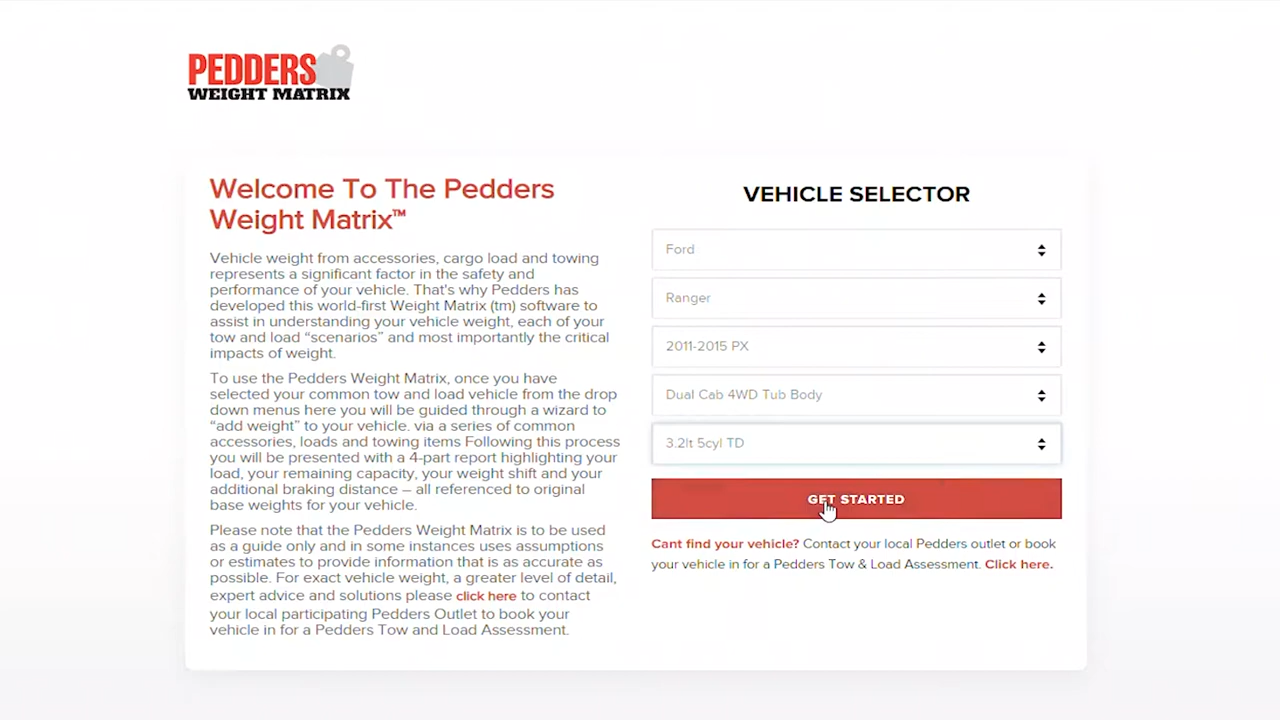 PEDDERS
WEIGHT MATRIX
Welcome To The Pedders
Weight Matrix™
Vehicle weight from accessories, cargo load and towing
represents a significant factor in the safety and
performance of your vehicle. That's why Pedders has
developed this world-first Weight Matrix (tm) software to
assist in understanding your vehicle weight, each of your
tow and load “scenarios” and most importantly the critical
impacts of weight.
To use the Pedders Weight Matrix, once you have
selected your common tow and load vehicle from the drop
down menus here you will be guided through a wizard to
“add weight” to your vehicle. via a series of common
accessories, loads and towing items Following this process
you will be presented with a 4-part report highlighting your
load, your remaining capacity, your weight shift and your
additional braking distance – all referenced to original
base weights for your vehicle.
Please note that the Pedders Weight Matrix is to be used
as a guide only and in some instances uses assumptions
or estimates to provide information that is as accurate as
possible. For exact vehicle weight, a greater level of detail,
expert advice and solutions please click here to contact
your local participating Pedders Outlet to book your
vehicle in for a Pedders Tow and Load Assessment.
VEHICLE SELECTOR
Ford
Ranger
2011-2015 PX
Dual Cab 4WD Tub Body
3.2lt 5cyl TD
GET STARTED
Cant find your vehicle? Contact your local Pedders outlet or book
your vehicle in for a Pedders Tow & Load Assessment. Click here.